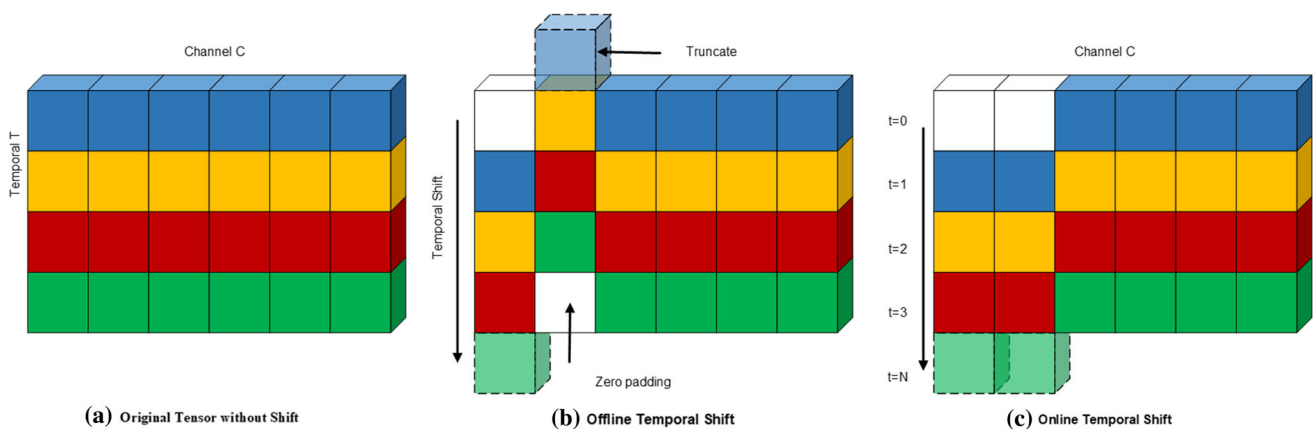 Channel C
Temporal T
(a) Original Tensor without Shift
Truncate
Temporal Shift
Zero padding
(b) Offline Temporal Shift
Channel C
t=0
t=1
t=2
t=3
t=N
(c) Online Temporal Shift